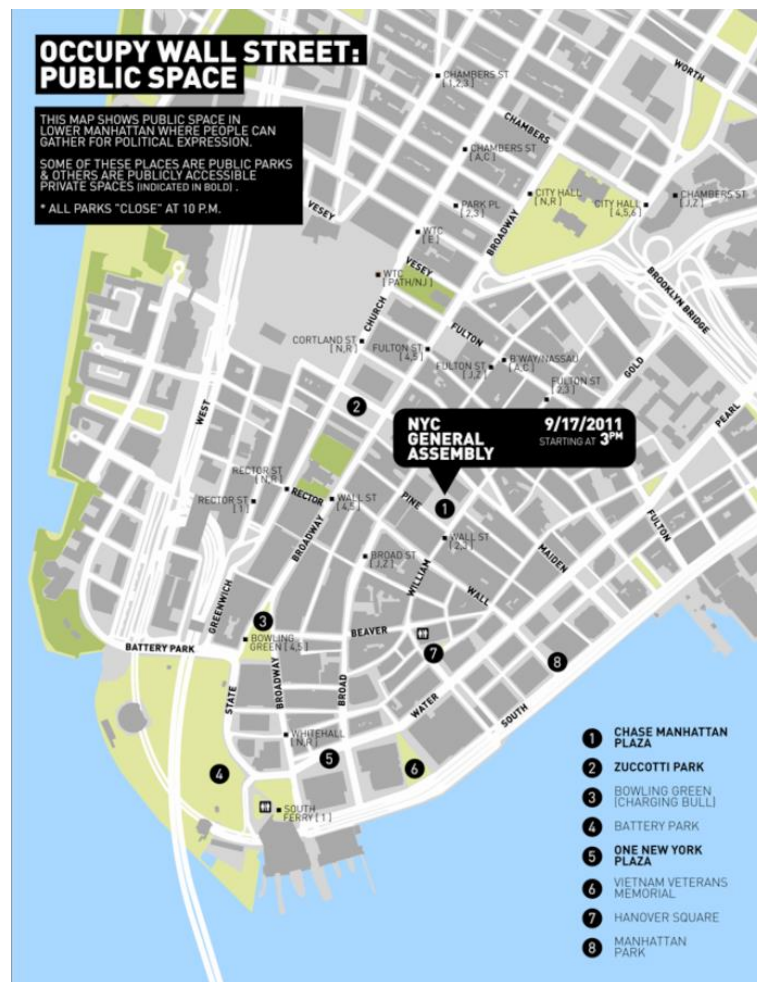 OCCUPY WALL STREET:
PUBLIC SPACE
THIS MAP SHOWS PUBLIC SPACE IN
LOWER MANHATTAN WHERE PEOPLE CAN
GATHER FOR POLITICAL EXPRESSION.
SOME OF THESE PLACES ARE PUBLIC PARKS
& OTHERS ARE PUBLICLY ACCESSIBLE
PRIVATE SPACES (INDICATED IN BOLD) .
* ALL PARKS "CLOSE" AT 10 P.M.
WORTH
CHAMBERS ST
[1,2,3]
CHAMBERS
CHAMBERS ST
[A,C]
CITY HALL
[N,R]
CHAMBERS ST
[J,Z]
PARK PL
[2,3]
CITY HALL
[4,5,6]
VESEY
WTC
[E]
BROADWAY
VESEY
WTC
[PATH/NJ]
BROOKLYN BRIDGE
CHURCH
FULTON
CORTLAND ST
[N,R]
FULTON ST
[4,5]
B'WAY/NASSAU
[A,C]
FULTON ST
[J,Z]
GOLD
FULTON ST
[2,3]
WEST
2
PEARL
NYC
GENERAL
ASSEMBLY
9/17/2011
STARTING AT 3PM
RECTOR ST
[N,R]
RECTOR
RECTOR ST
[1]
WALL ST
[4,5]
PINE
1
FULTON
BROADWAY
WALL ST
[2,3]
MAIDEN
BROAD ST
[J,Z]
WILLIAM
WALL
GREENWICH
3
BEAVER
BOWLING
GREEN [4,5]
BATTERY PARK
7
8
STATE
BROADWAY
BROAD
WATER
SOUTH
WHITEHALL
[N,R]
5
4
6
SOUTH
FERRY [1]
1 CHASE MANHATTAN
PLAZA
2 ZUCCOTTI PARK
3 BOWLING GREEN
(CHARGING BULL)
4 BATTERY PARK
5 ONE NEW YORK
PLAZA
6 VIETNAM VETERANS
MEMORIAL
7 HANOVER SQUARE
8 MANHATTAN
PARK